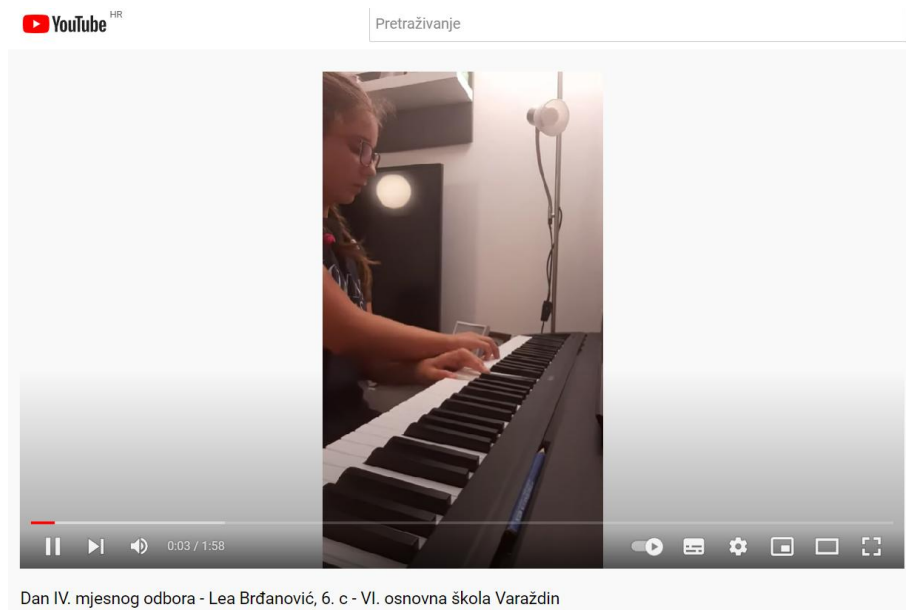 YouTube HR
Pretraživanje
0:03 / 1:58
Dan IV. mjesnog odbora - Lea Brđanović, 6. c - VI. osnovna škola Varaždin